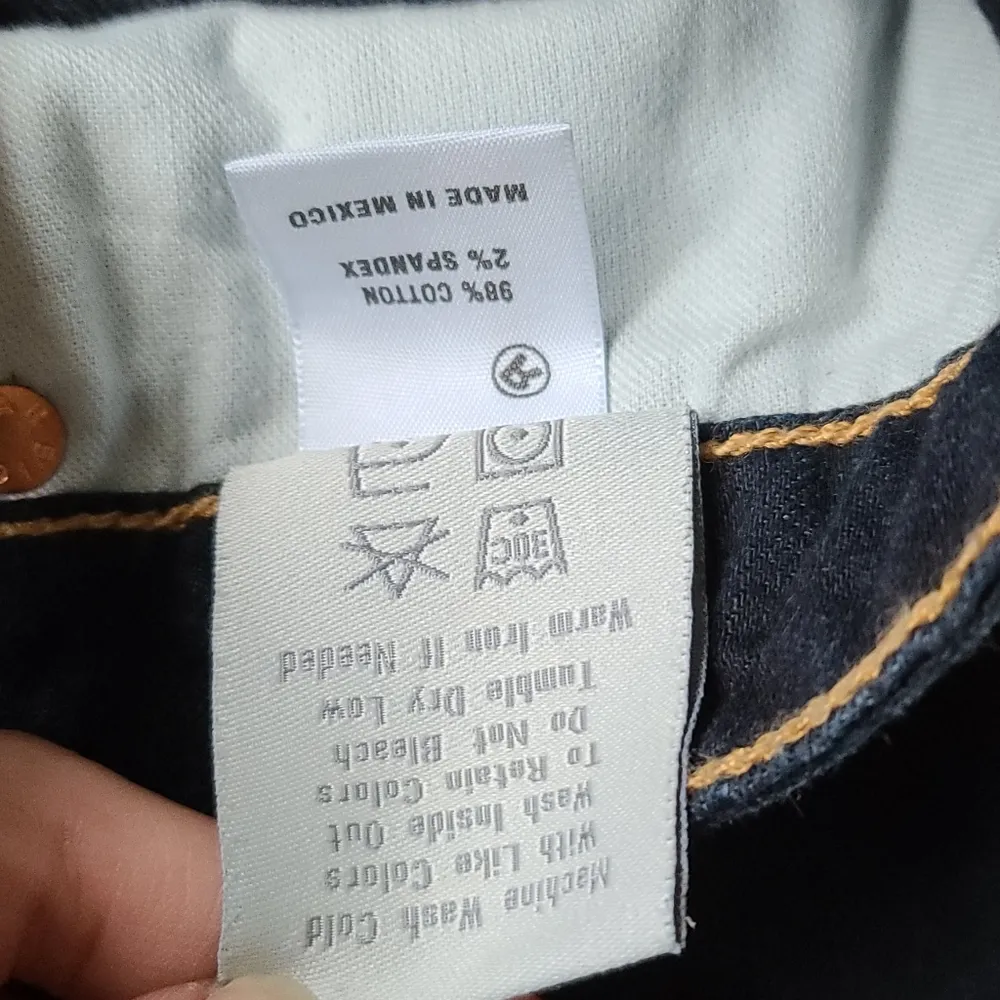 Machine Wash Cold
With Like Colors
Wash Inside Out
To Retain Colors
Do Not Bleach
Tumble Dry Low
Warm Iron If Needed
30C
98% COTTON
2% SPANDEX
MADE IN MEXICO